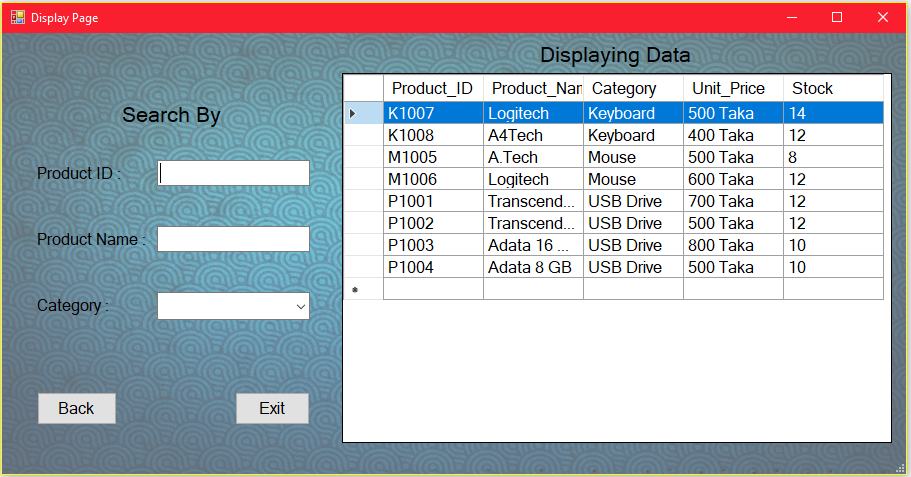 Display Page
Displaying Data
Search By
Product ID :
Product Name :
Category :
Back Exit
Product_ID Product_Nan Category Unit_Price Stock
K1007 Logitech Keyboard 500 Taka 14
K1008 A4Tech Keyboard 400 Taka 12
M1005 A.Tech Mouse 500 Taka 8
M1006 Logitech Mouse 600 Taka 12
P1001 Transcend... USB Drive 700 Taka 12
P1002 Transcend... USB Drive 500 Taka 12
P1003 Adata 16 ... USB Drive 800 Taka 10
P1004 Adata 8 GB USB Drive 500 Taka 10